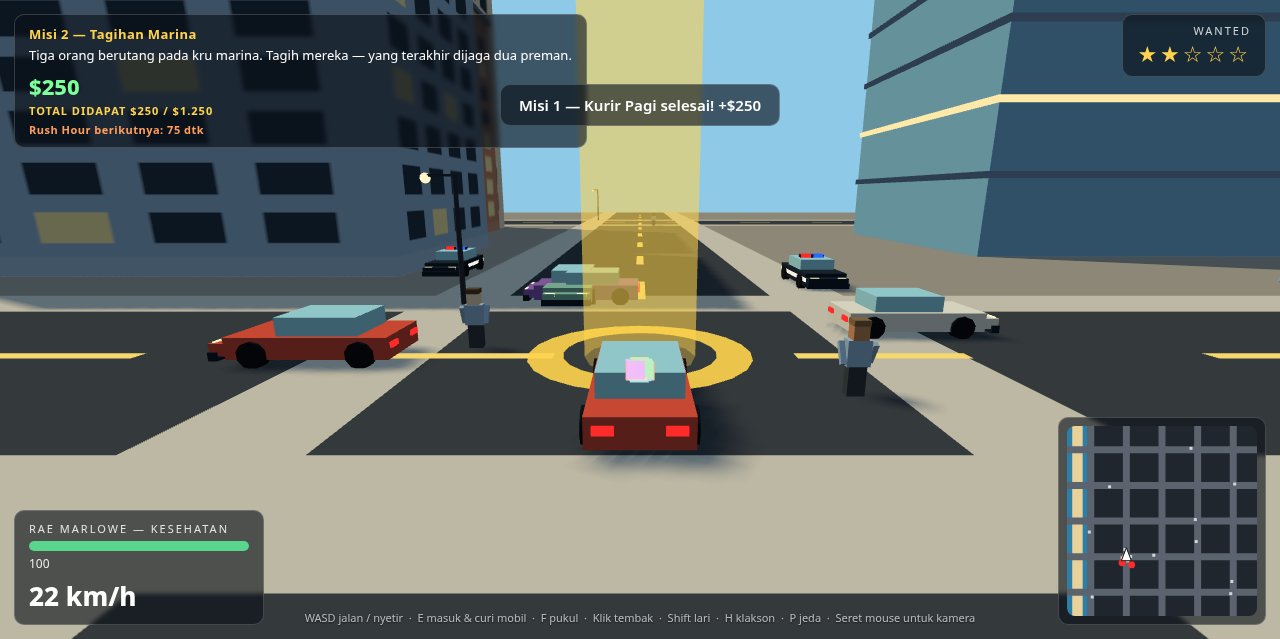 Misi 2 — Tagihan Marina
Tiga orang berutang pada kru marina. Tagih mereka — yang terakhir dijaga dua preman.
$250
TOTAL DIDAPAT $250 / $1.250
Rush Hour berikutnya: 75 dtk
Misi 1 — Kurir Pagi selesai! +$250
WANTED
★★☆☆☆
RAE MARLOWE — KESEHATAN
100
22 km/h
WASD jalan / nyetir · E masuk & curi mobil · F pukul · Klik tembak · Shift lari · H klakson · P jeda · Seret mouse untuk kamera